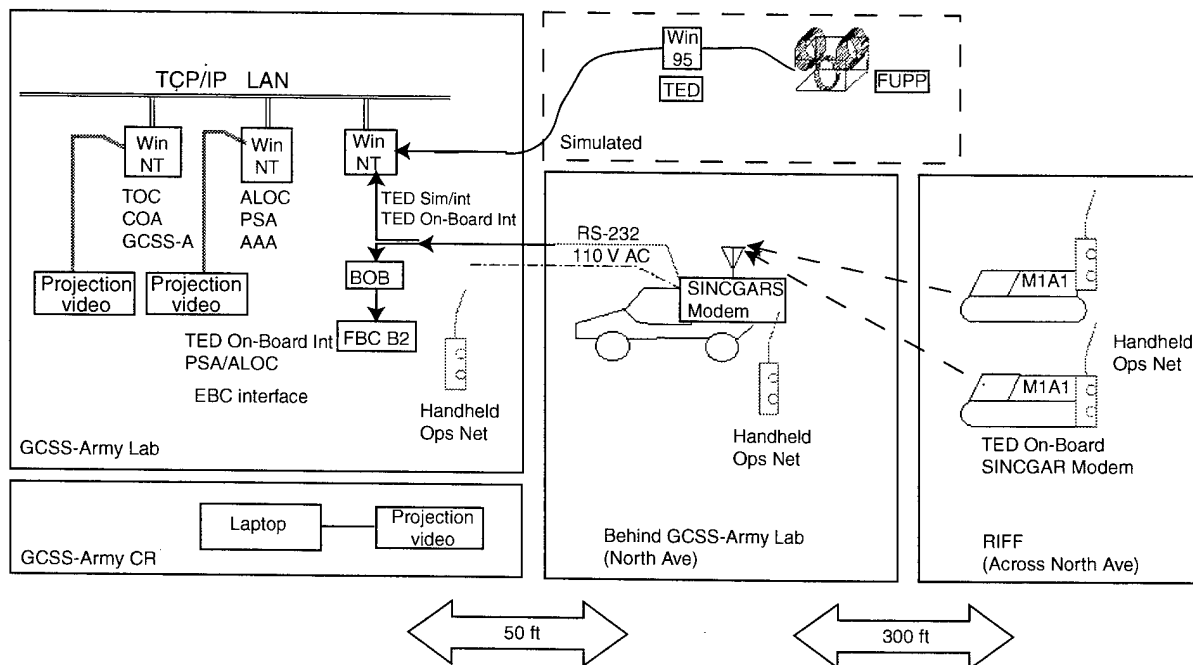 TCP/IP LAN
Win
NT
Win
NT
Win
NT
TOC
COA
GCSS-A
ALOC
PSA
AAA
TED Sim/int
TED On-Board Int
Projection
video
Projection
video
BOB
FBC B2
TED On-Board Int
PSA/ALOC
EBC interface
Handheld
Ops Net
GCSS-Army Lab
Win
95
TED
FUPP
Simulated
RS-232
110 V AC
SINCGARS
Modem
Handheld
Ops Net
Behind GCSS-Army Lab
(North Ave)
M1A1
Handheld
Ops Net
M1A1
TED On-Board
SINCGAR Modem
RIFF
(Across North Ave)
Laptop
Projection
video
GCSS-Army CR
50 ft
300 ft